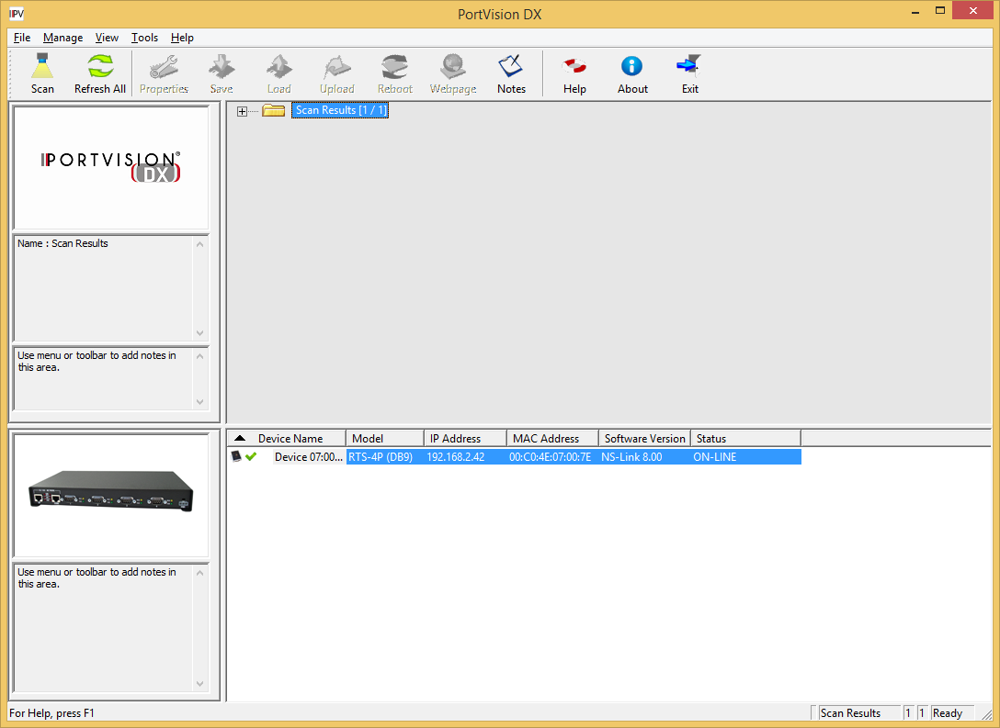 IPV PortVision DX
File Manage View Tools Help
Scan Refresh All Properties Save Load Upload Reboot Webpage Notes Help About Exit
PORTVISION®
DX
Scan Results [1 / 1]
Name : Scan Results
Use menu or toolbar to add notes in
this area.
Device Name Model IP Address MAC Address Software Version Status
Device 07:00... RTS-4P (DB9) 192.168.2.42 00:C0:4E:07:00:7E NS-Link 8.00 ON-LINE
Use menu or toolbar to add notes in
this area.
For Help, press F1 Scan Results 1 1 Ready